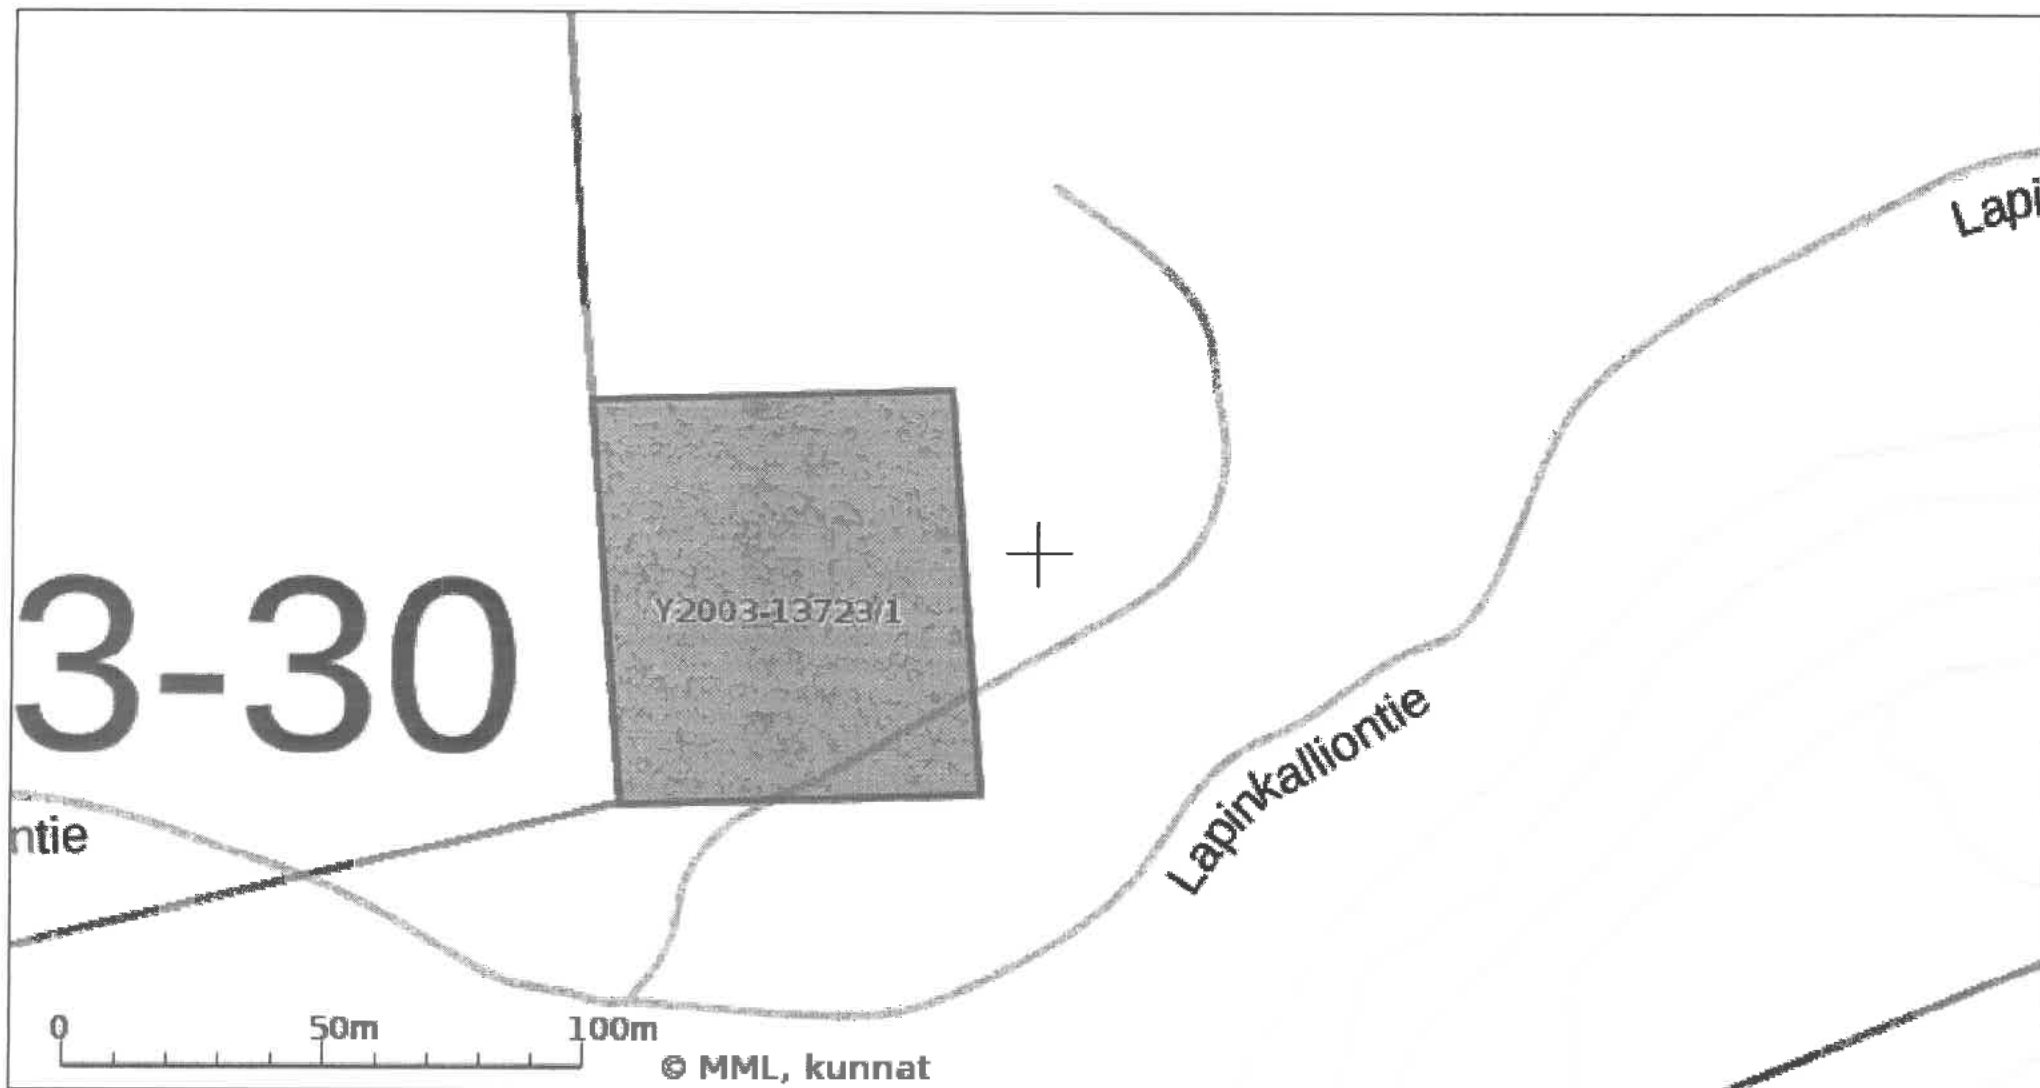 Lapi
Y2003-13723/1
3-30
Lapinkalliontie
ntie
0 50m 100m
© MML, kunnat